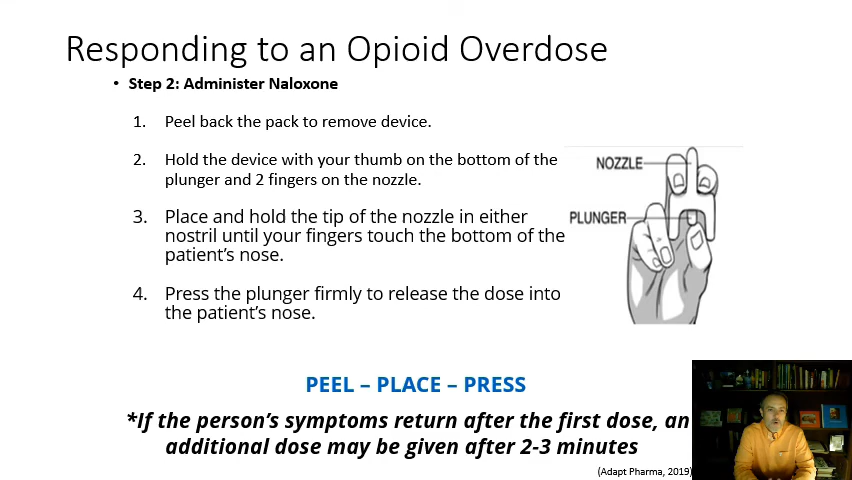 Responding to an Opioid Overdose
• Step 2: Administer Naloxone
1. Peel back the pack to remove device.
2. Hold the device with your thumb on the bottom of the
plunger and 2 fingers on the nozzle.
3. Place and hold the tip of the nozzle in either
nostril until your fingers touch the bottom of the
patient's nose.
4. Press the plunger firmly to release the dose into
the patient's nose.
NOZZLE
PLUNGER
PEEL – PLACE – PRESS
*If the person's symptoms return after the first dose, an
additional dose may be given after 2-3 minutes
(Adapt Pharma, 2019)